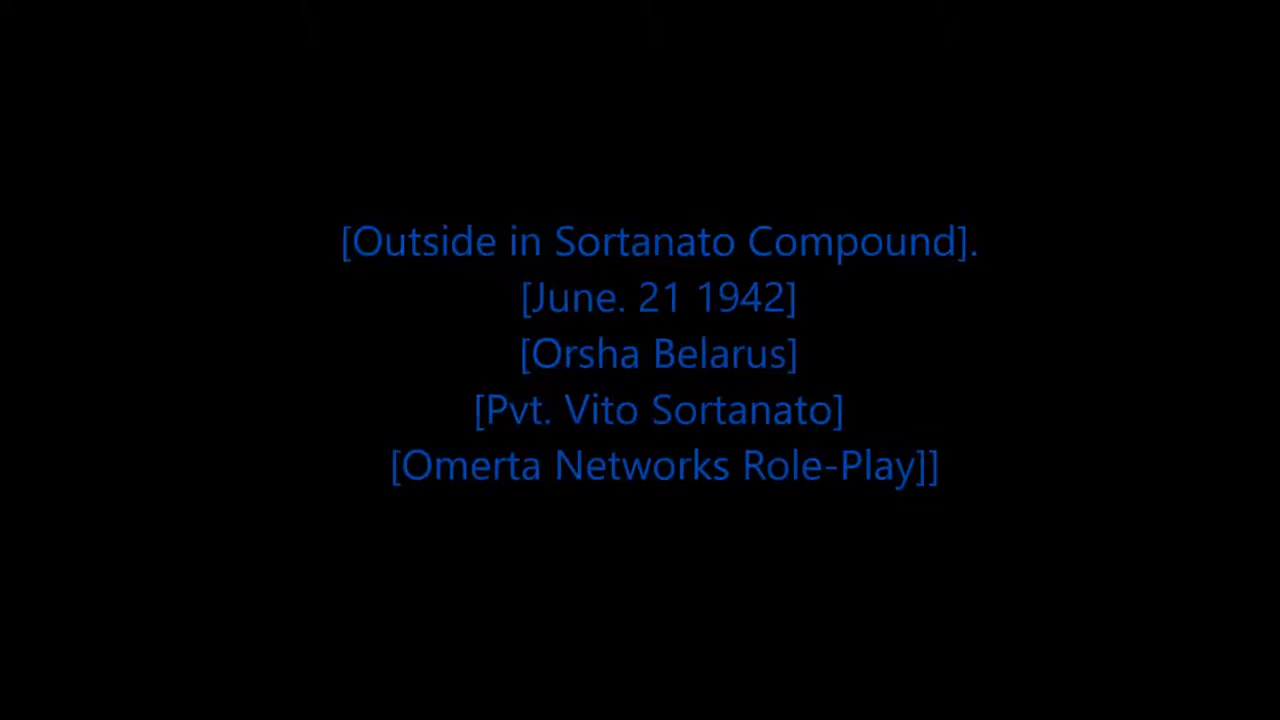 [Outside in Sortanato Compound].
[June. 21 1942]
[Orsha Belarus]
[Pvt. Vito Sortanato]
[Omerta Networks Role-Play]]